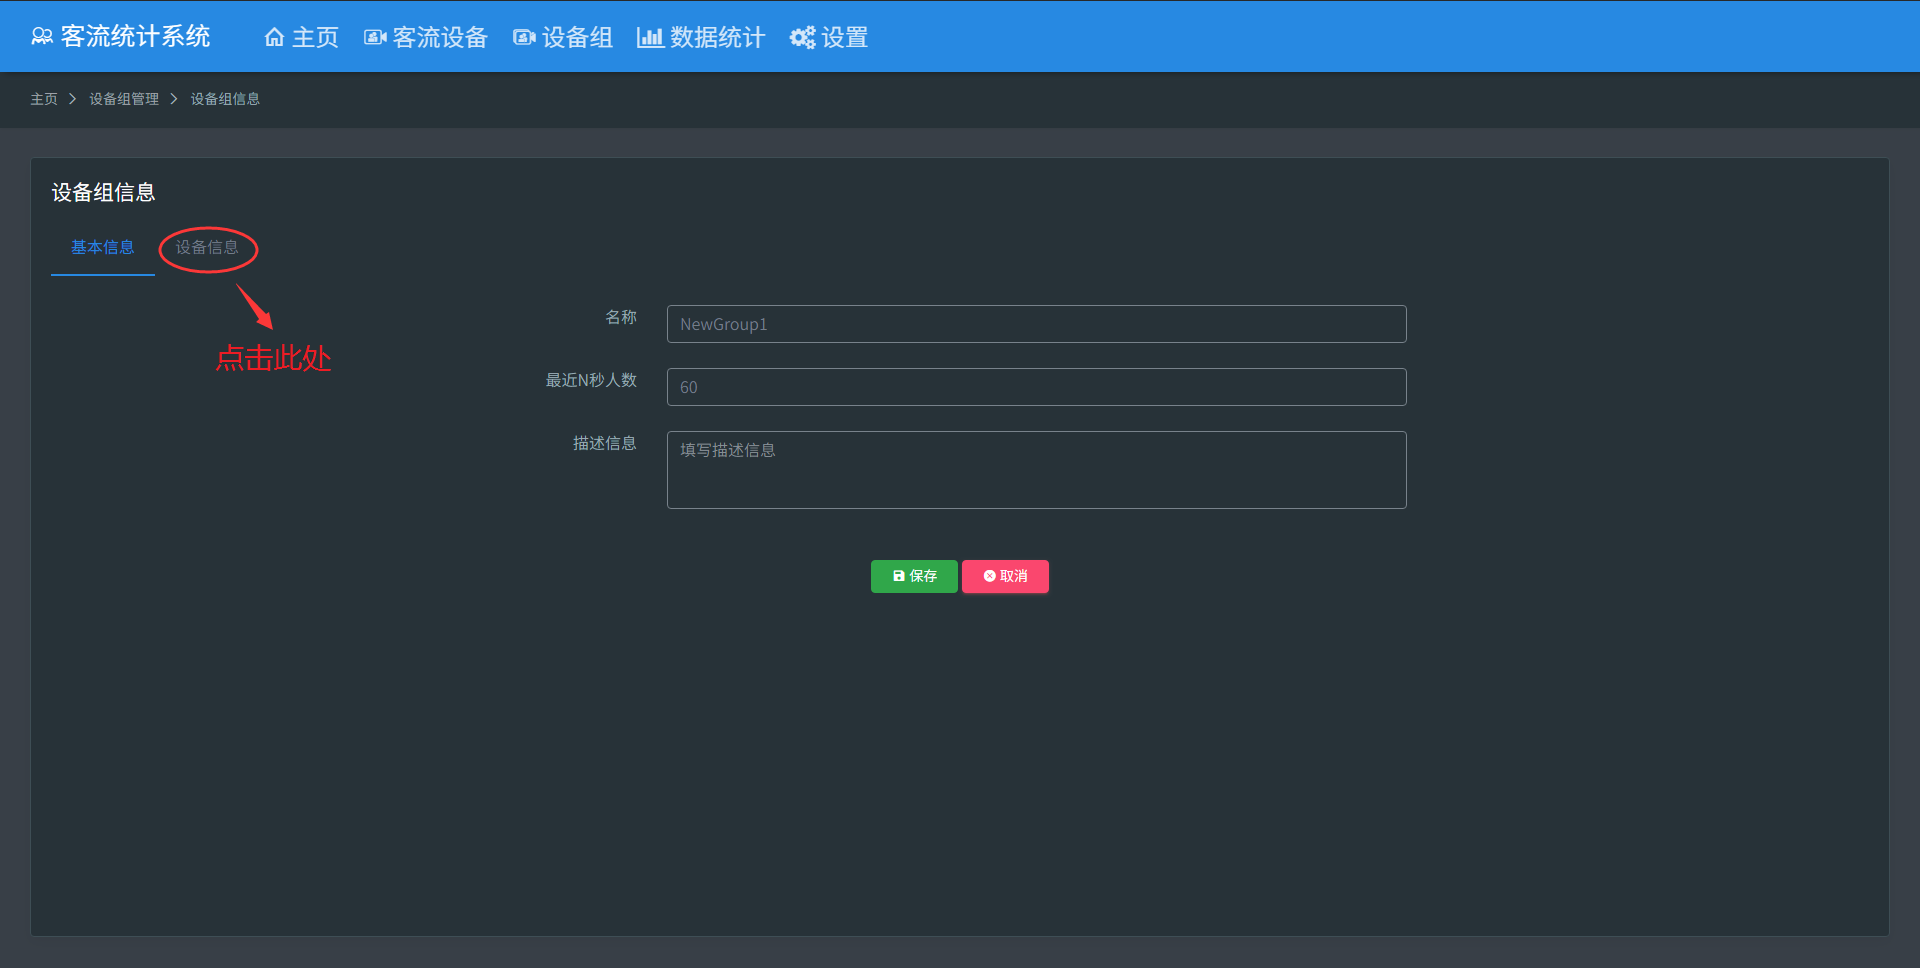 客流统计系统 主页 客流设备 设备组 数据统计 设置
主页 设备组管理 设备组信息
设备组信息
基本信息 设备信息
点击此处
名称 NewGroup1
最近N秒人数 60
描述信息 填写描述信息
保存 取消